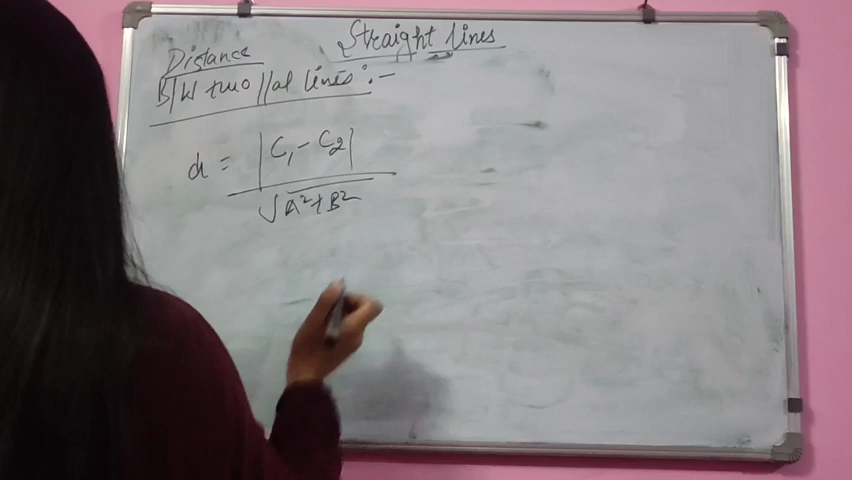 Straight lines
Distance
B/W two //al lines :-
d = |C₁ - C₂|
√A²+B²